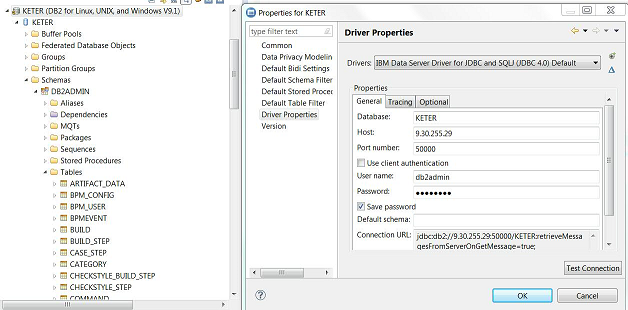 KETER (DB2 for Linux, UNIX, and Windows V9.1)
KETER
Buffer Pools
Federated Database Objects
Groups
Partition Groups
Schemas
DB2ADMIN
Aliases
Dependencies
MQTs
Packages
Sequences
Stored Procedures
Tables
ARTIFACT_DATA
BPM_CONFIG
BPM_USER
BPMEVENT
BUILD
BUILD_STEP
CASE_STEP
CATEGORY
CHECKSTYLE_BUILD_STEP
CHECKSTYLE_STEP
COMMAND
Properties for KETER
type filter text
Common
Data Privacy Modelin
Default Bidi Settings
Default Schema Filter
Default Stored Proced
Default Table Filter
Driver Properties
Version
Driver Properties
Drivers: IBM Data Server Driver for JDBC and SQLJ (JDBC 4.0) Default
Properties
General Tracing Optional
Database: KETER
Host: 9.30.255.29
Port number: 50000
Use client authentication
User name: db2admin
Password: ●●●●●●●●
Save password
Default schema:
Connection URL: jdbc:db2://9.30.255.29:50000/KETER:retrieveMessa
gesFromServerOnGetMessage=true;
Test Connection
OK Cancel